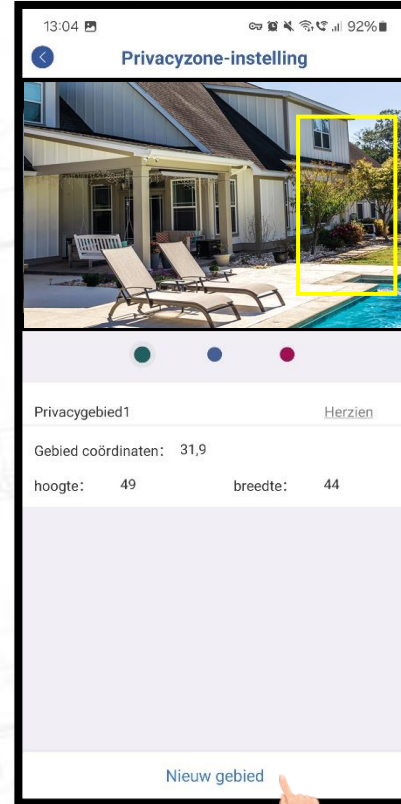 13:04 92%
Privacyzone-instelling
Privacygebied1 Herzien
Gebied coördinaten: 31,9
hoogte: 49 breedte: 44
Nieuw gebied